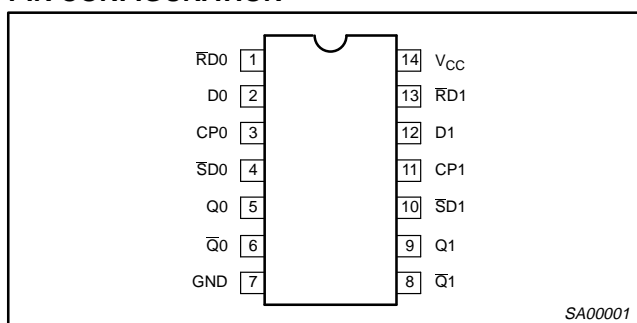 PIN CONFIGURATION
R̅D0 1 14 VCC
D0 2 13 R̅D1
CP0 3 12 D1
S̅D0 4 11 CP1
Q0 5 10 S̅D1
Q̅0 6 9 Q1
GND 7 8 Q̅1
SA00001